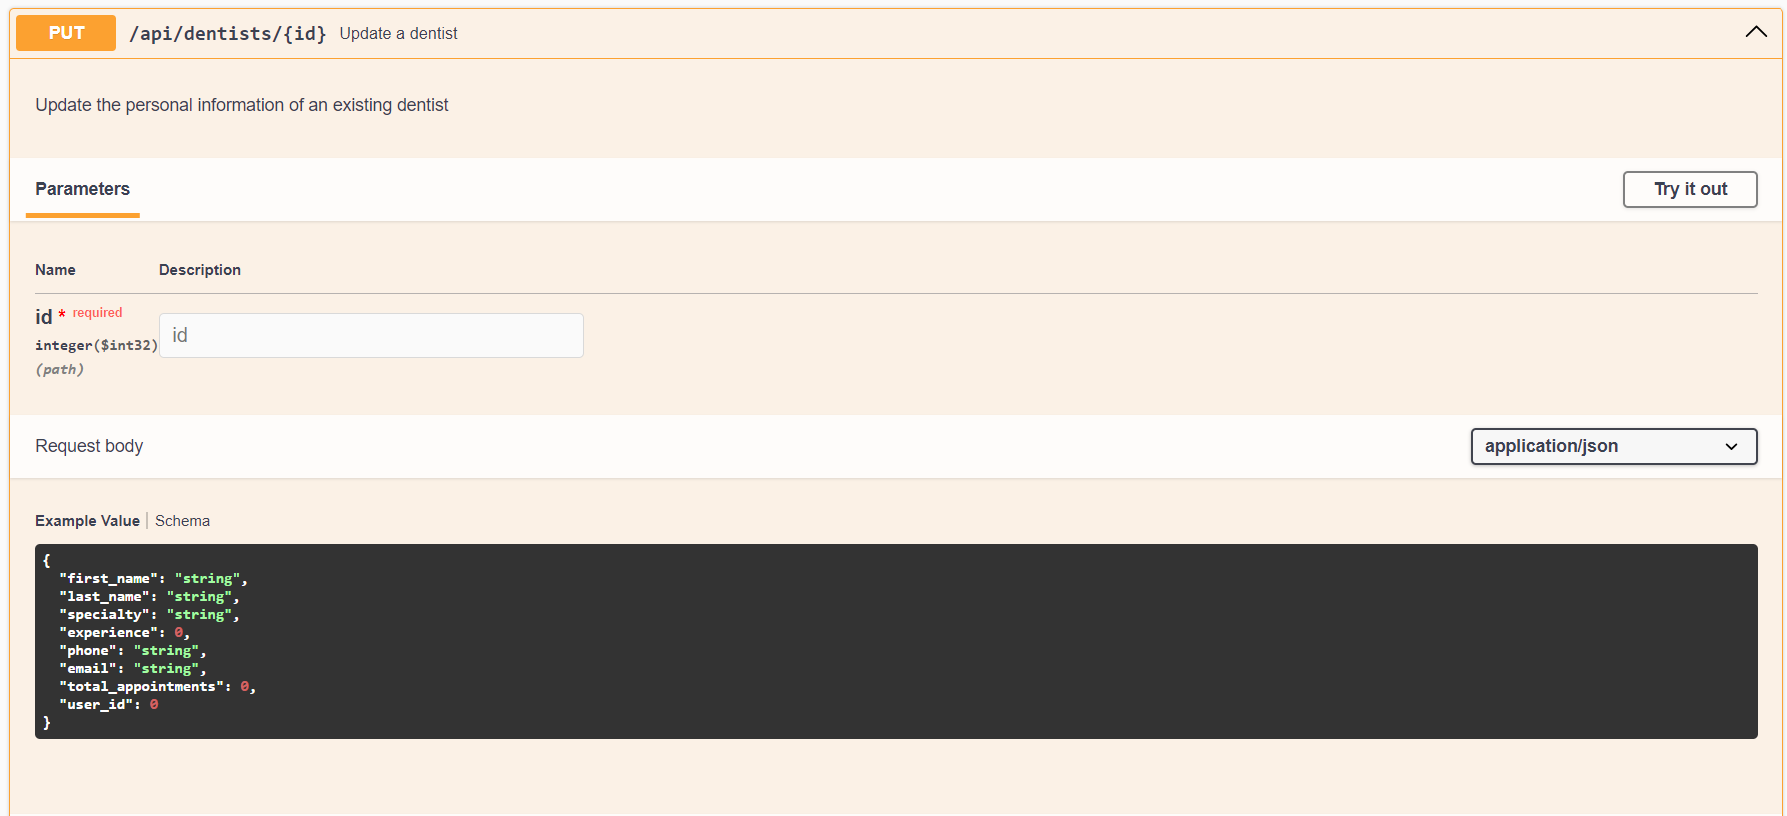 PUT /api/dentists/{id} Update a dentist
Update the personal information of an existing dentist
Parameters
Try it out
Name Description
id * required
integer($int32)
(path)
id
Request body
application/json
Example Value | Schema
{
  "first_name": "string",
  "last_name": "string",
  "specialty": "string",
  "experience": 0,
  "phone": "string",
  "email": "string",
  "total_appointments": 0,
  "user_id": 0
}